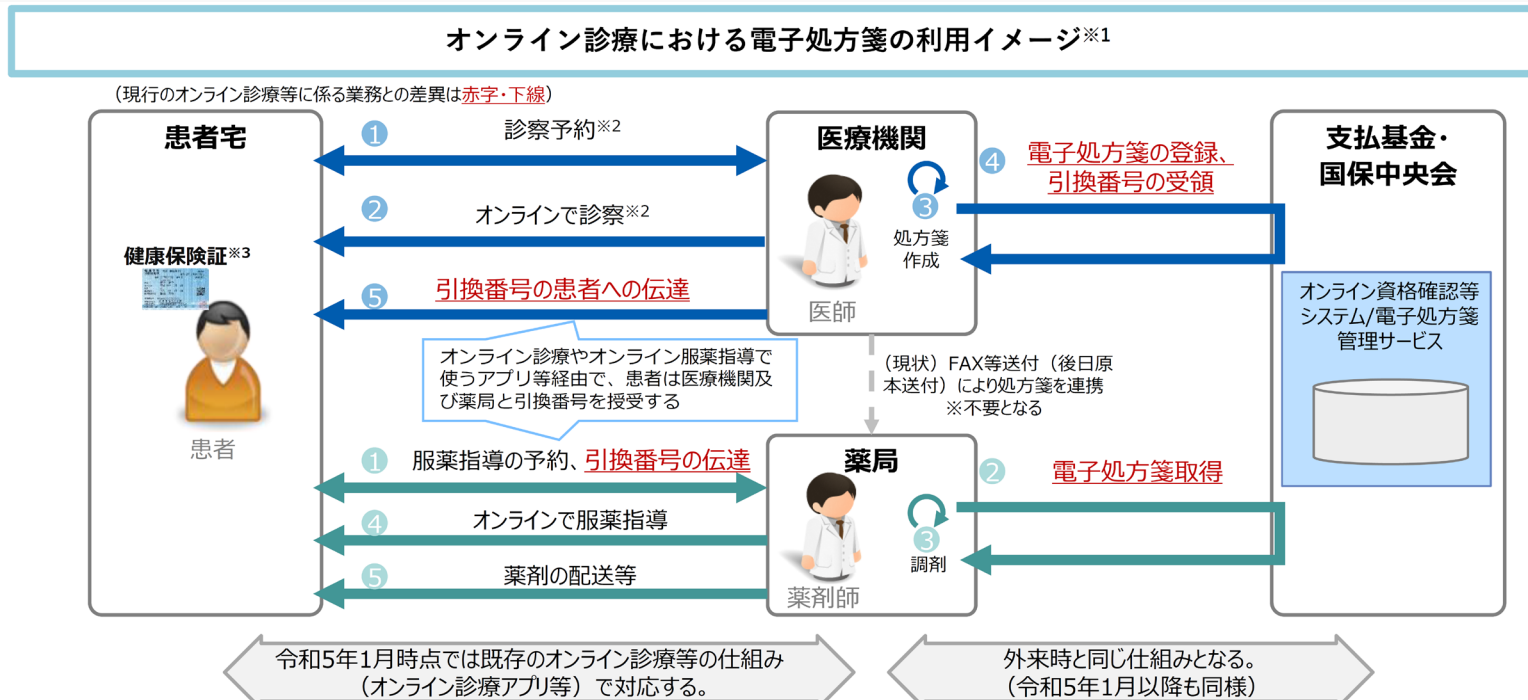 オンライン診療における電子処方箋の利用イメージ※1
（現行のオンライン診療等に係る業務との差異は赤字・下線）
患者宅
健康保険証※3
患者
1
診察予約※2
2
オンラインで診察※2
5
引換番号の患者への伝達
オンライン診療やオンライン服薬指導で
使うアプリ等経由で、患者は医療機関及
び薬局と引換番号を授受する
医療機関
3
処方箋
作成
医師
4
電子処方箋の登録、
引換番号の受領
支払基金・
国保中央会
オンライン資格確認等
システム/電子処方箋
管理サービス
（現状）FAX等送付（後日原
本送付）により処方箋を連携
※不要となる
1
服薬指導の予約、引換番号の伝達
4
オンラインで服薬指導
5
薬剤の配送等
薬局
3
調剤
薬剤師
2
電子処方箋取得
令和5年1月時点では既存のオンライン診療等の仕組み
（オンライン診療アプリ等）で対応する。
外来時と同じ仕組みとなる。
（令和5年1月以降も同様）